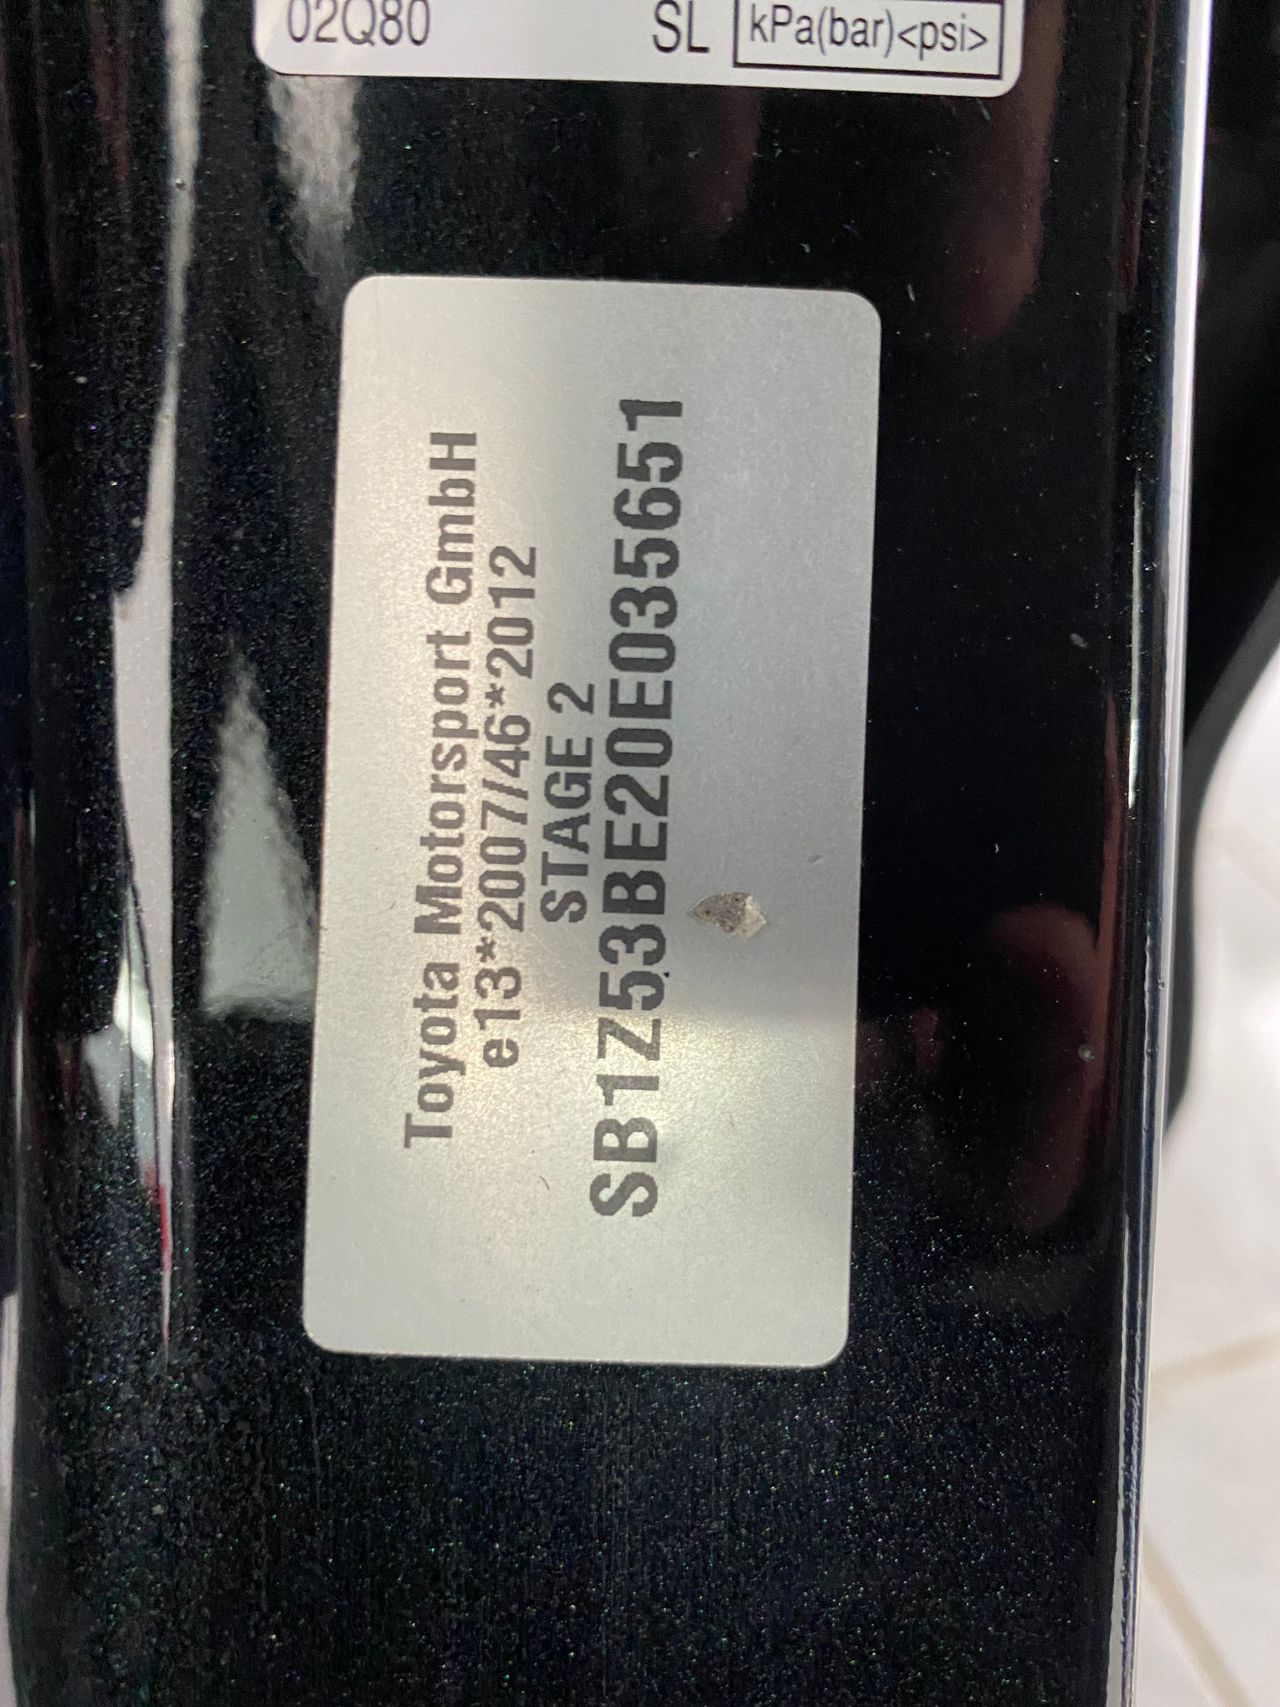 02Q80 SL kPa(bar)<psi>
Toyota Motorsport GmbH
e13*2007/46*2012
STAGE 2
SB1Z53BE20E035651